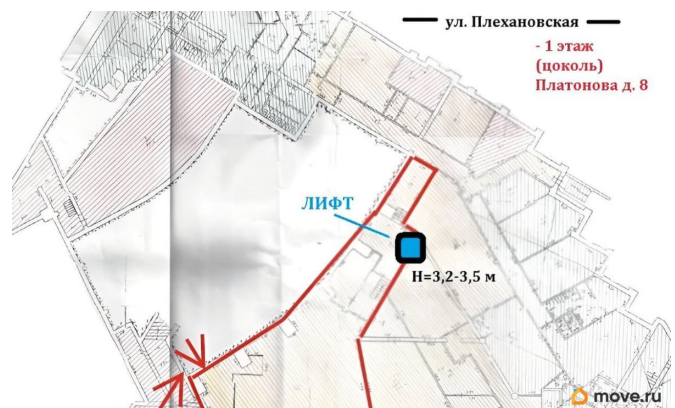 ул. Плехановская
- 1 этаж
(цоколь)
Платонова д. 8
ЛИФТ
Н=3,2-3,5 м
move.ru